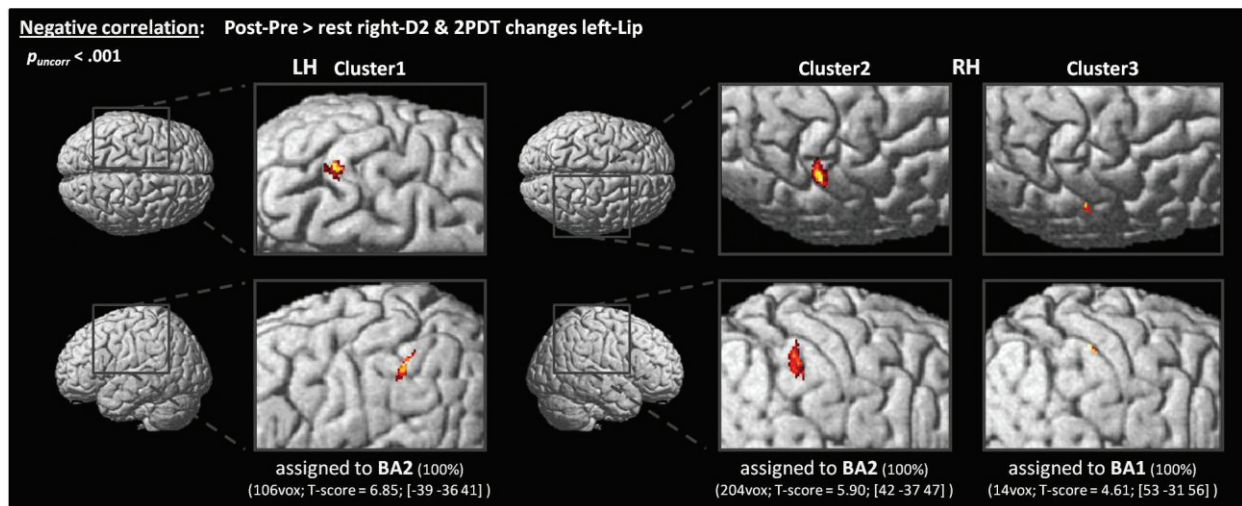 Negative correlation: Post-Pre > rest right-D2 & 2PDT changes left-Lip
puncorr < .001
LH Cluster1
Cluster2 RH Cluster3
assigned to BA2 (100%)
(106vox; T-score = 6.85; [-39 -36 41] )
assigned to BA2 (100%)
(204vox; T-score = 5.90; [42 -37 47] )
assigned to BA1 (100%)
(14vox; T-score = 4.61; [53 -31 56] )